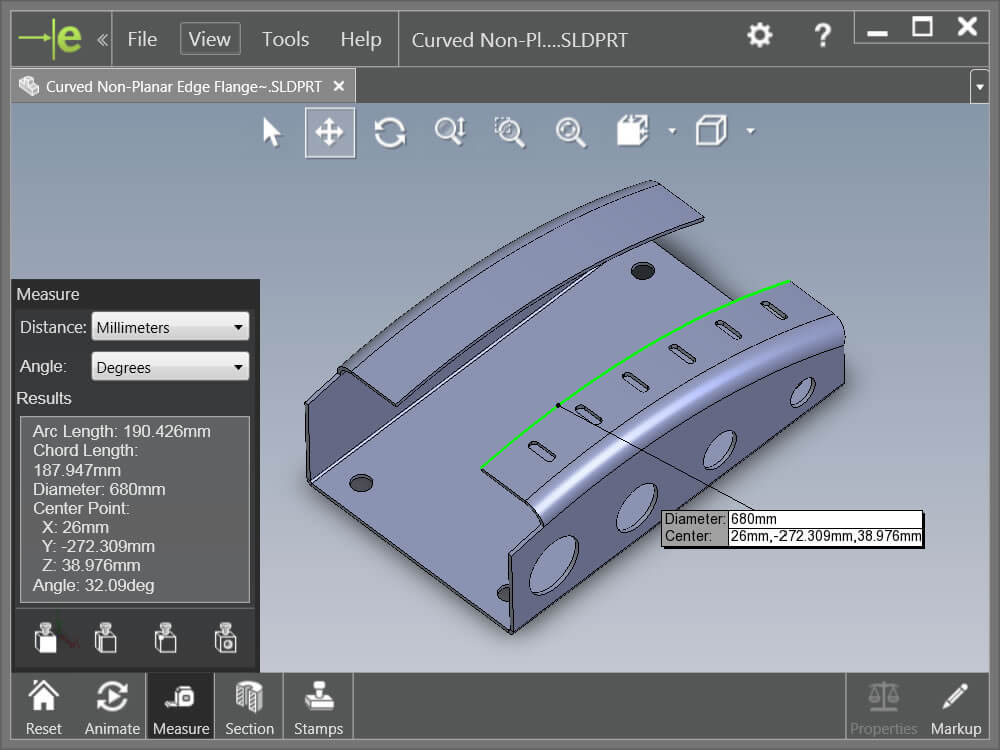 e «
File View Tools Help Curved Non-Pl....SLDPRT ?
Curved Non-Planar Edge Flange~.SLDPRT ×
Measure
Distance: Millimeters
Angle: Degrees
Results
Arc Length: 190.426mm
Chord Length:
187.947mm
Diameter: 680mm
Center Point:
X: 26mm
Y: -272.309mm
Z: 38.976mm
Angle: 32.09deg
Diameter: 680mm
Center: 26mm,-272.309mm,38.976mm
Reset Animate Measure Section Stamps Properties Markup